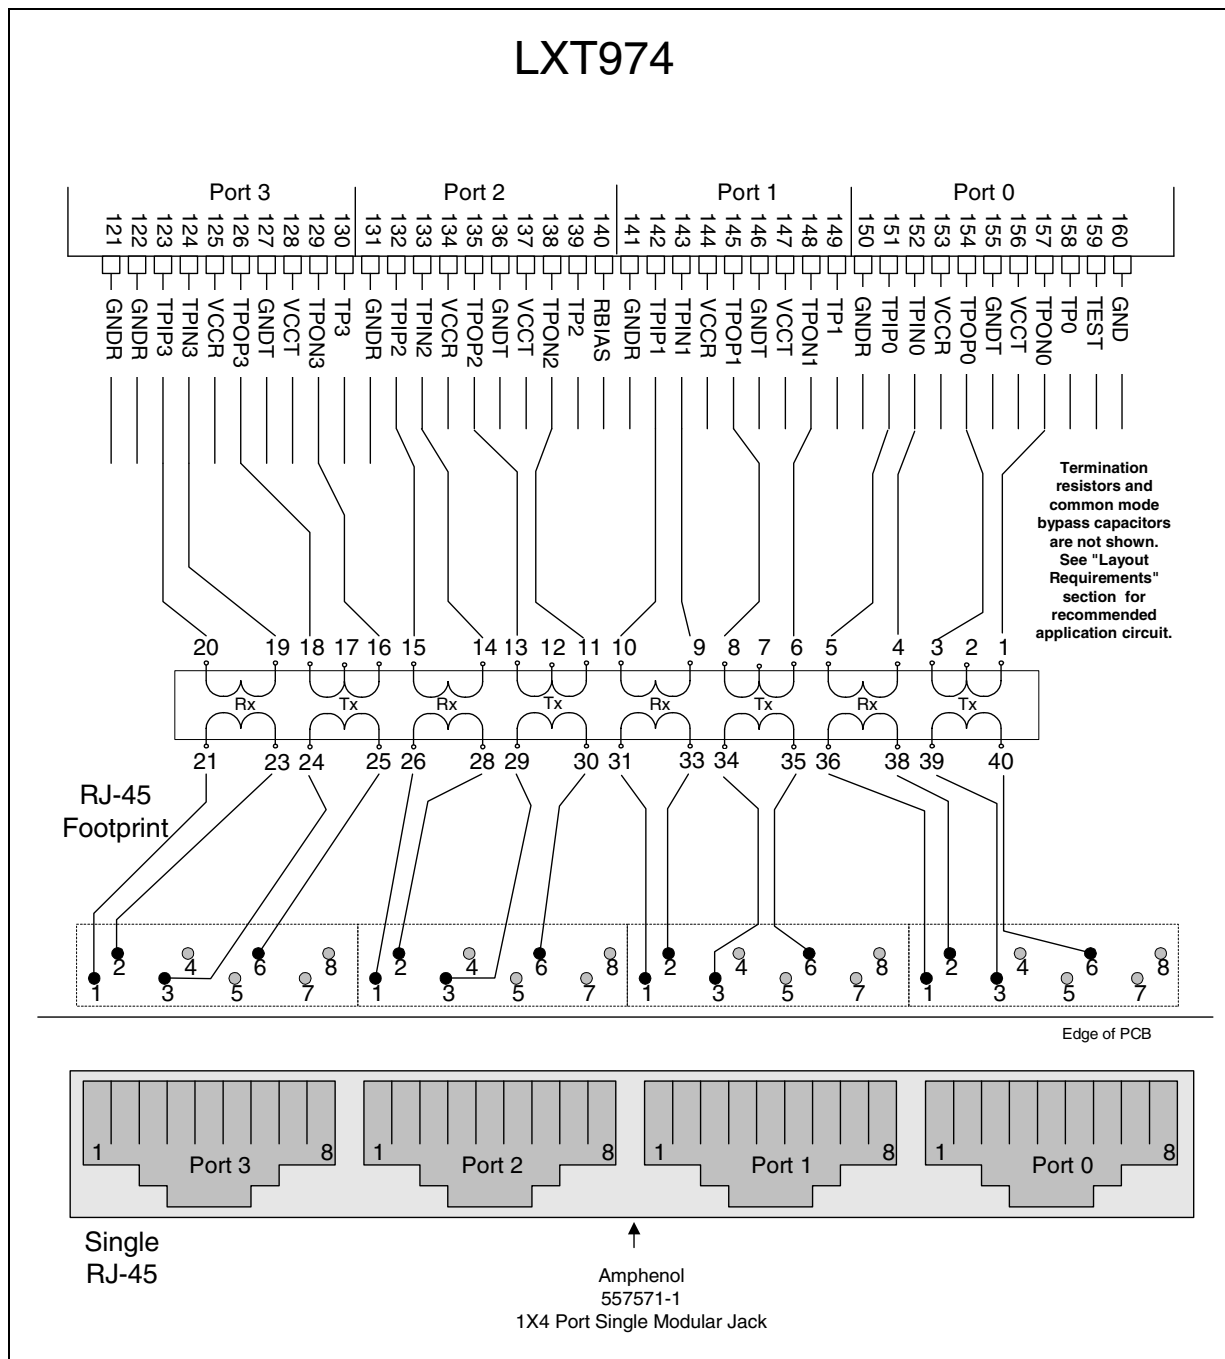 LXT974
Port 3 Port 2 Port 1 Port 0
121 122 123 124 125 126 127 128 129 130 131 132 133 134 135 136 137 138 139 140 141 142 143 144 145 146 147 148 149 150 151 152 153 154 155 156 157 158 159 160
GNDR GNDR TPIP3 TPIN3 VCCR TPOP3 GNDT VCCT TPON3 TP3 GNDR TPIP2 TPIN2 VCCR TPOP2 GNDT VCCT TPON2 TP2 RBIAS GNDR TPIP1 TPIN1 VCCR TPOP1 GNDT VCCT TPON1 TP1 GNDR TPIP0 TPIN0 VCCR TPOP0 GNDT VCCT TPON0 TP0 TEST GND
Termination
resistors and
common mode
bypass capacitors
are not shown.
See "Layout
Requirements"
section for
recommended
application circuit.
20 19 18 17 16 15 14 13 12 11 10 9 8 7 6 5 4 3 2 1
Rx Tx Rx Tx Rx Tx Rx Tx
21 23 24 25 26 28 29 30 31 33 34 35 36 38 39 40
RJ-45
Footprint
2 4 6 8 2 4 6 8 2 4 6 8 2 4 6 8
1 3 5 7 1 3 5 7 1 3 5 7 1 3 5 7
Edge of PCB
1 8 1 8 1 8 1 8
Port 3 Port 2 Port 1 Port 0
Single
RJ-45
Amphenol
557571-1
1X4 Port Single Modular Jack